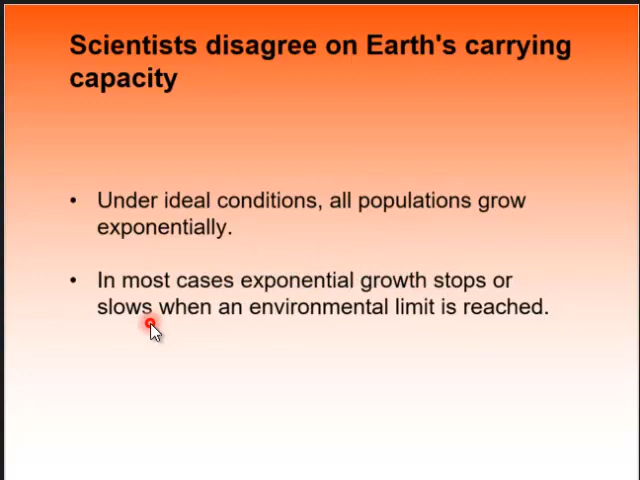 Scientists disagree on Earth's carrying
capacity
• Under ideal conditions, all populations grow
exponentially.
• In most cases exponential growth stops or
slows when an environmental limit is reached.